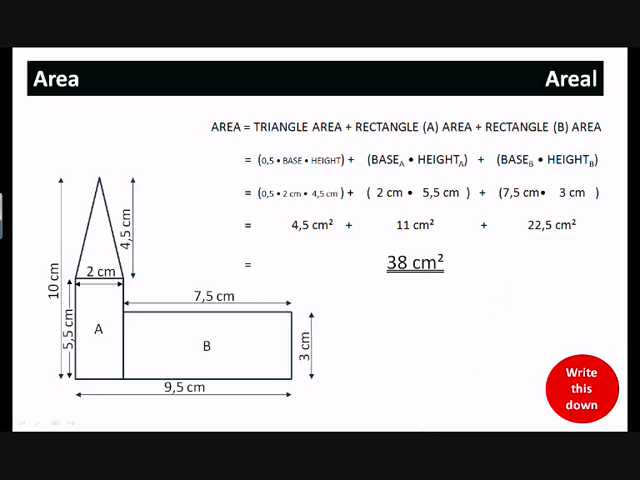 Area Areal
AREA = TRIANGLE AREA + RECTANGLE (A) AREA + RECTANGLE (B) AREA
= (0,5 • BASE • HEIGHT) + (BASE_A • HEIGHT_A) + (BASE_B • HEIGHT_B)
= (0,5 • 2 cm • 4,5 cm) + ( 2 cm • 5,5 cm ) + (7,5 cm • 3 cm )
= 4,5 cm² + 11 cm² + 22,5 cm²
= 38 cm²
4,5 cm
10 cm
2 cm
7,5 cm
5,5 cm
A
B
3 cm
9,5 cm
Write
this
down